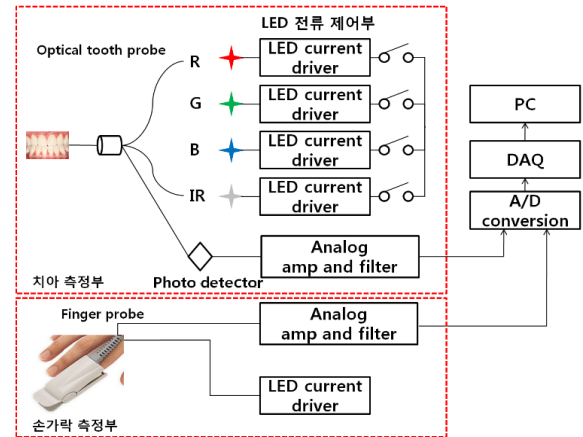 LED 전류 제어부
Optical tooth probe
R
LED current
driver
G
LED current
driver
B
LED current
driver
IR
LED current
driver
PC
DAQ
A/D
conversion
Analog
amp and filter
Photo detector
치아 측정부
Finger probe
Analog
amp and filter
LED current
driver
손가락 측정부